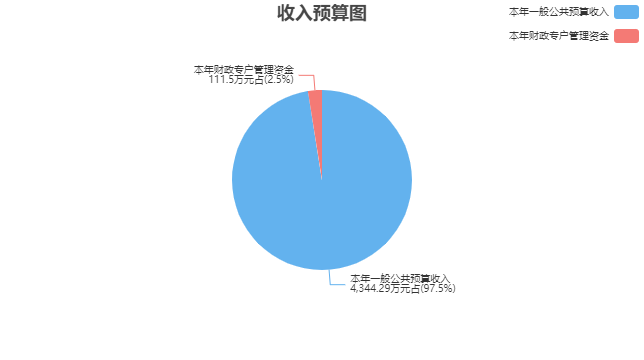 收入预算图
本年一般公共预算收入
本年财政专户管理资金
本年财政专户管理资金
111.5万元占(2.5%)
本年一般公共预算收入
4,344.29万元占(97.5%)